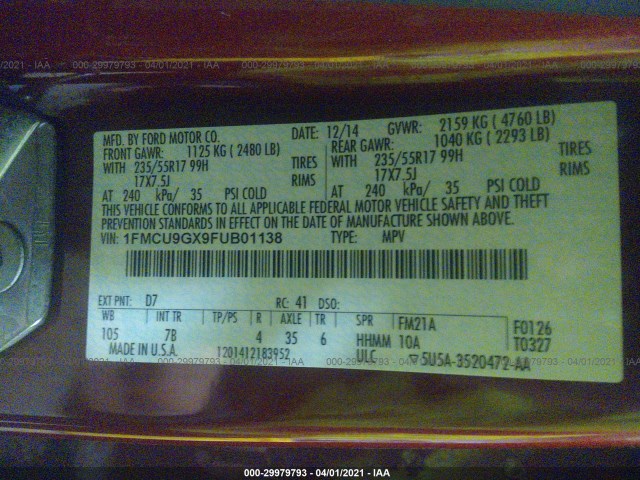 000-29979793 - 04/01/2021 - IAA
MFD. BY FORD MOTOR CO. DATE: 12/14 GVWR: 2159 KG ( 4760 LB)
FRONT GAWR: 1125 KG ( 2480 LB) REAR GAWR: 1040 KG ( 2293 LB)
WITH 235/55R17 99H TIRES WITH 235/55R17 99H TIRES
17X7.5J RIMS 17X7.5J RIMS
AT 240 kPa/ 35 PSI COLD AT 240 kPa/ 35 PSI COLD
THIS VEHICLE CONFORMS TO ALL APPLICABLE FEDERAL MOTOR VEHICLE SAFETY AND THEFT
PREVENTION STANDARDS IN EFFECT ON THE DATE OF MANUFACTURE SHOWN ABOVE.
VIN: 1FMCU9GX9FUB01138 TYPE: MPV
EXT PNT: D7 RC: 41 DSO:
WB INT TR TP/PS R AXLE TR SPR FM21A F0126
105 7B 4 35 6 HHMM 10A T0327
MADE IN U.S.A. 1201412183952 ULC 5U5A-3520472-AA
000-29979793 - 04/01/2021 - IAA